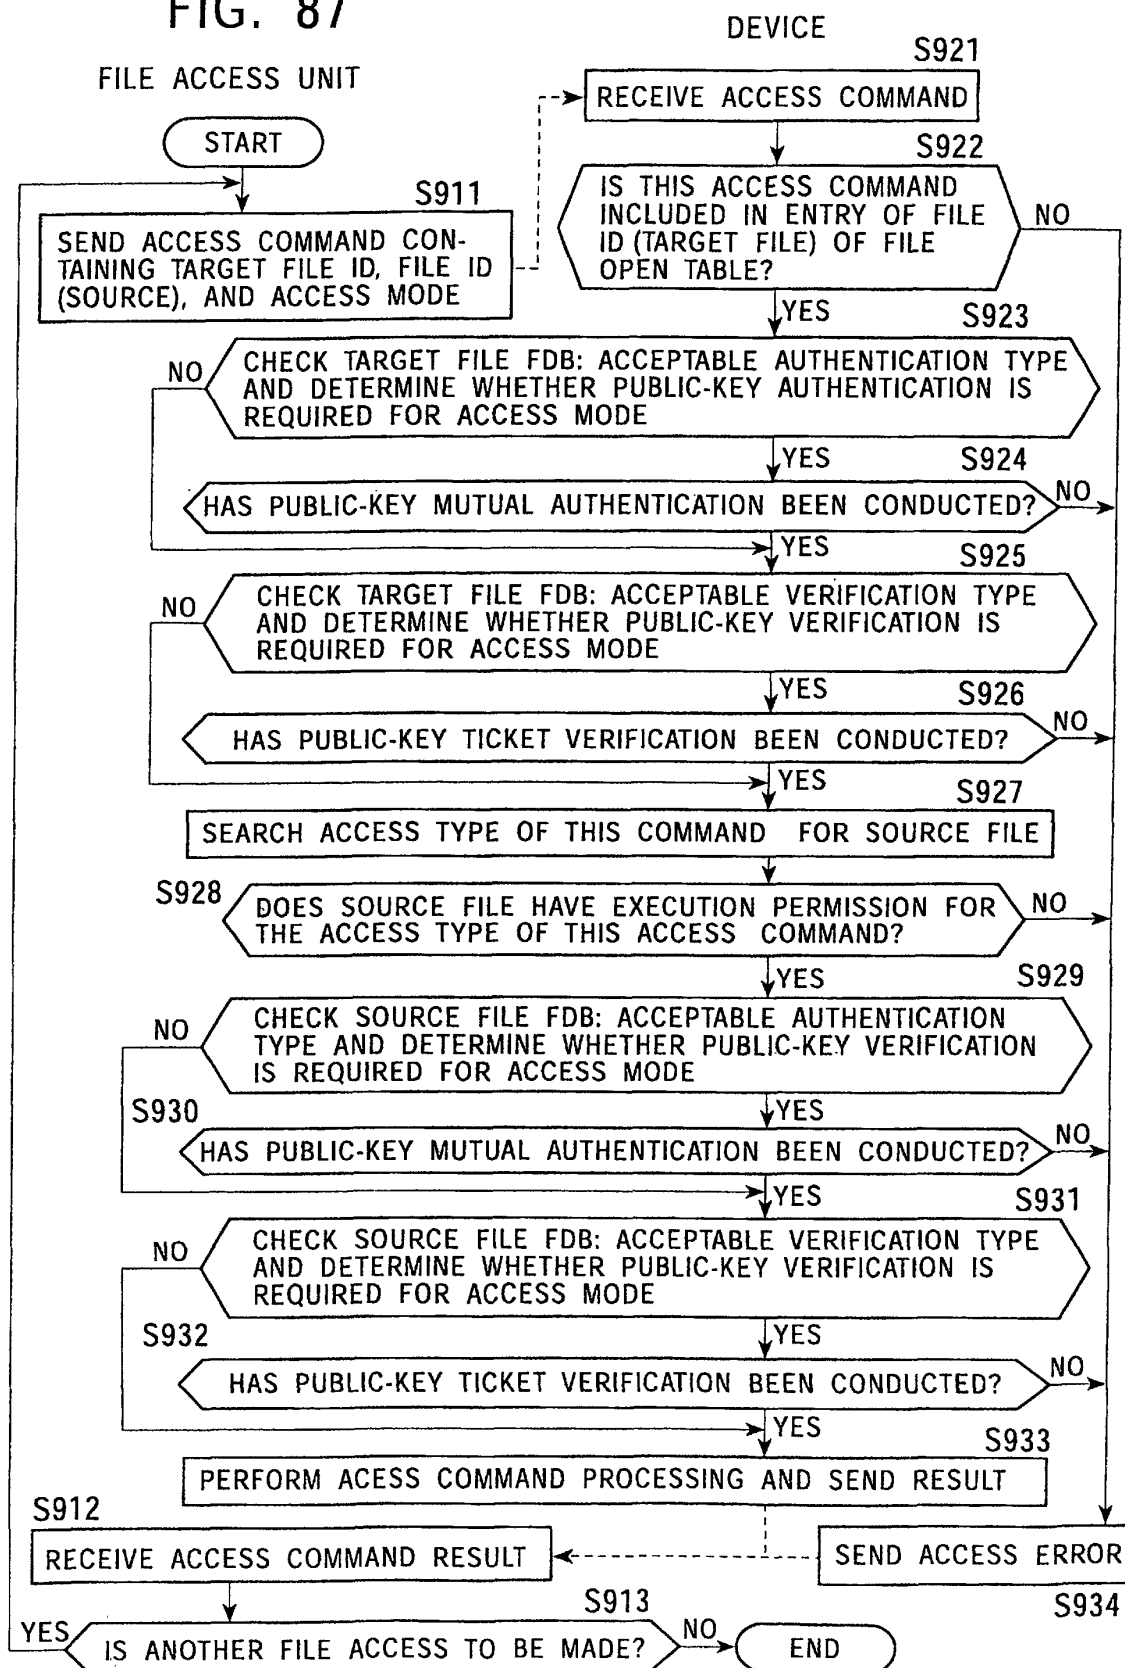 FIG. 87
DEVICE
FILE ACCESS UNIT
START
S911
SEND ACCESS COMMAND CON-
TAINING TARGET FILE ID, FILE ID
(SOURCE), AND ACCESS MODE
S921
RECEIVE ACCESS COMMAND
S922
IS THIS ACCESS COMMAND
INCLUDED IN ENTRY OF FILE
ID (TARGET FILE) OF FILE
OPEN TABLE?
NO
YES
S923
NO
CHECK TARGET FILE FDB: ACCEPTABLE AUTHENTICATION TYPE
AND DETERMINE WHETHER PUBLIC-KEY AUTHENTICATION IS
REQUIRED FOR ACCESS MODE
YES
S924
HAS PUBLIC-KEY MUTUAL AUTHENTICATION BEEN CONDUCTED?
NO
YES
S925
NO
CHECK TARGET FILE FDB: ACCEPTABLE VERIFICATION TYPE
AND DETERMINE WHETHER PUBLIC-KEY VERIFICATION IS
REQUIRED FOR ACCESS MODE
YES
S926
HAS PUBLIC-KEY TICKET VERIFICATION BEEN CONDUCTED?
NO
YES
S927
SEARCH ACCESS TYPE OF THIS COMMAND FOR SOURCE FILE
S928
DOES SOURCE FILE HAVE EXECUTION PERMISSION FOR
THE ACCESS TYPE OF THIS ACCESS COMMAND?
NO
YES
S929
NO
CHECK SOURCE FILE FDB: ACCEPTABLE AUTHENTICATION
TYPE AND DETERMINE WHETHER PUBLIC-KEY VERIFICATION
IS REQUIRED FOR ACCESS MODE
YES
S930
HAS PUBLIC-KEY MUTUAL AUTHENTICATION BEEN CONDUCTED?
NO
YES
S931
NO
CHECK SOURCE FILE FDB: ACCEPTABLE VERIFICATION TYPE
AND DETERMINE WHETHER PUBLIC-KEY VERIFICATION IS
REQUIRED FOR ACCESS MODE
YES
S932
HAS PUBLIC-KEY TICKET VERIFICATION BEEN CONDUCTED?
NO
YES
S933
PERFORM ACESS COMMAND PROCESSING AND SEND RESULT
S912
RECEIVE ACCESS COMMAND RESULT
SEND ACCESS ERROR
S934
S913
YES
IS ANOTHER FILE ACCESS TO BE MADE?
NO
END